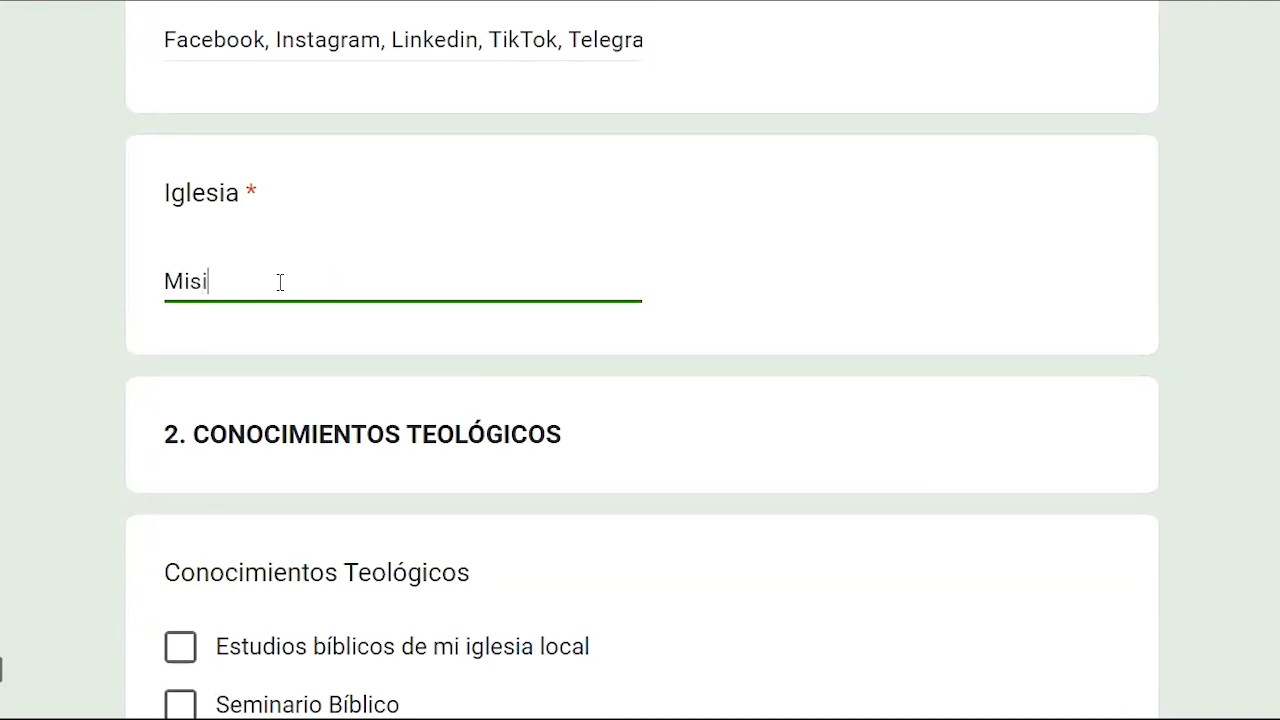 Facebook, Instagram, Linkedin, TikTok, Telegra
Iglesia *
Misi
2. CONOCIMIENTOS TEOLÓGICOS
Conocimientos Teológicos
Estudios bíblicos de mi iglesia local
Seminario Bíblico